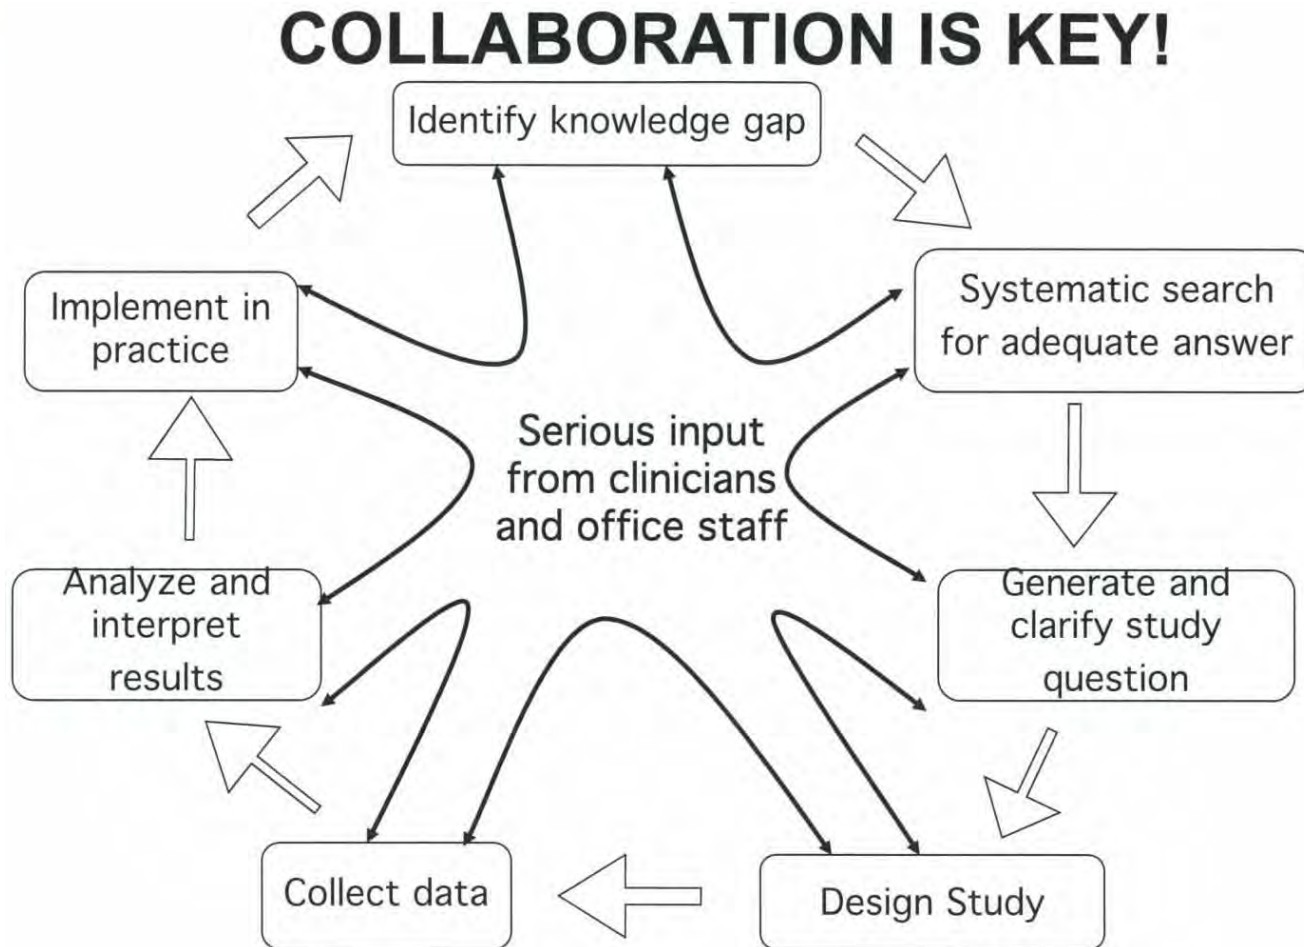 COLLABORATION IS KEY!
Identify knowledge gap
Systematic search
for adequate answer
Generate and
clarify study
question
Design Study
Collect data
Analyze and
interpret
results
Implement in
practice
Serious input
from clinicians
and office staff